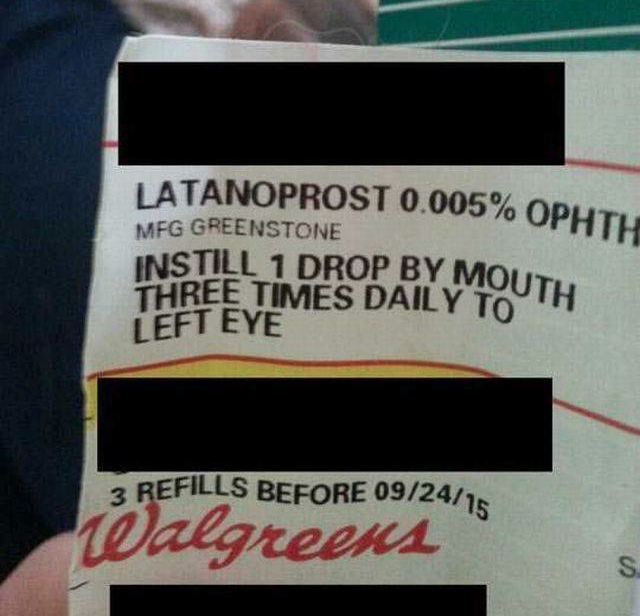 LATANOPROST 0.005% OPHTH
MFG GREENSTONE
INSTILL 1 DROP BY MOUTH
THREE TIMES DAILY TO
LEFT EYE
3 REFILLS BEFORE 09/24/15
Walgreens